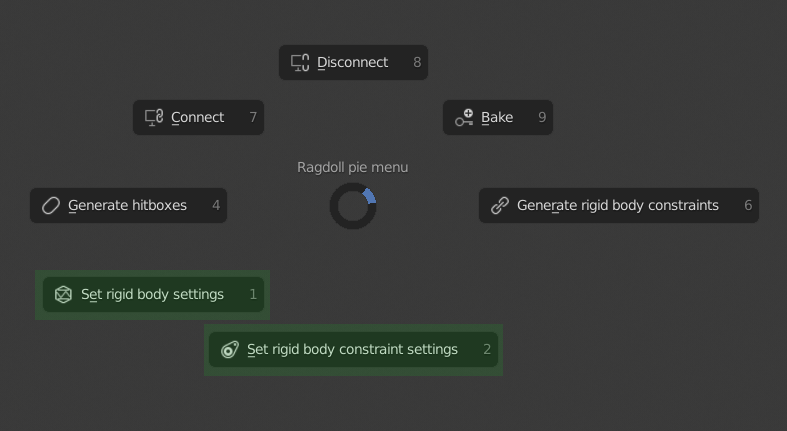 Disconnect 8
Connect 7
Bake 9
Ragdoll pie menu
Generate hitboxes 4
Generate rigid body constraints 6
Set rigid body settings 1
Set rigid body constraint settings 2